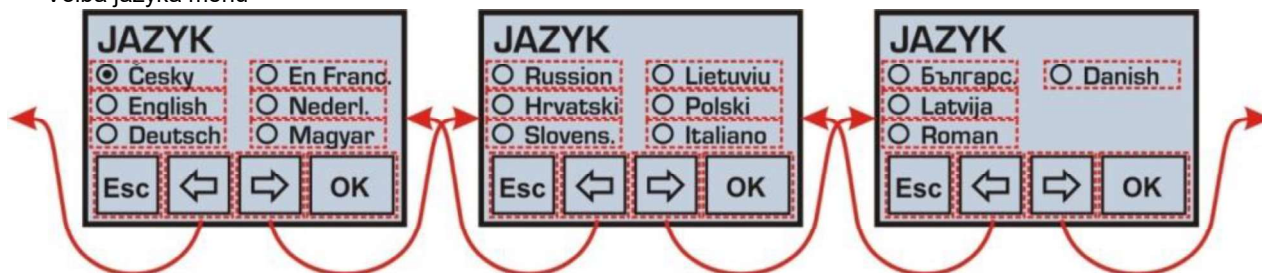 Volba jazyka menu
JAZYK
Česky
En Franc.
English
Nederl.
Deutsch
Magyar
Esc
OK
JAZYK
Russion
Lietuviu
Hrvatski
Polski
Slovens.
Italiano
Esc
OK
JAZYK
Българс.
Danish
Latvija
Roman
Esc
OK